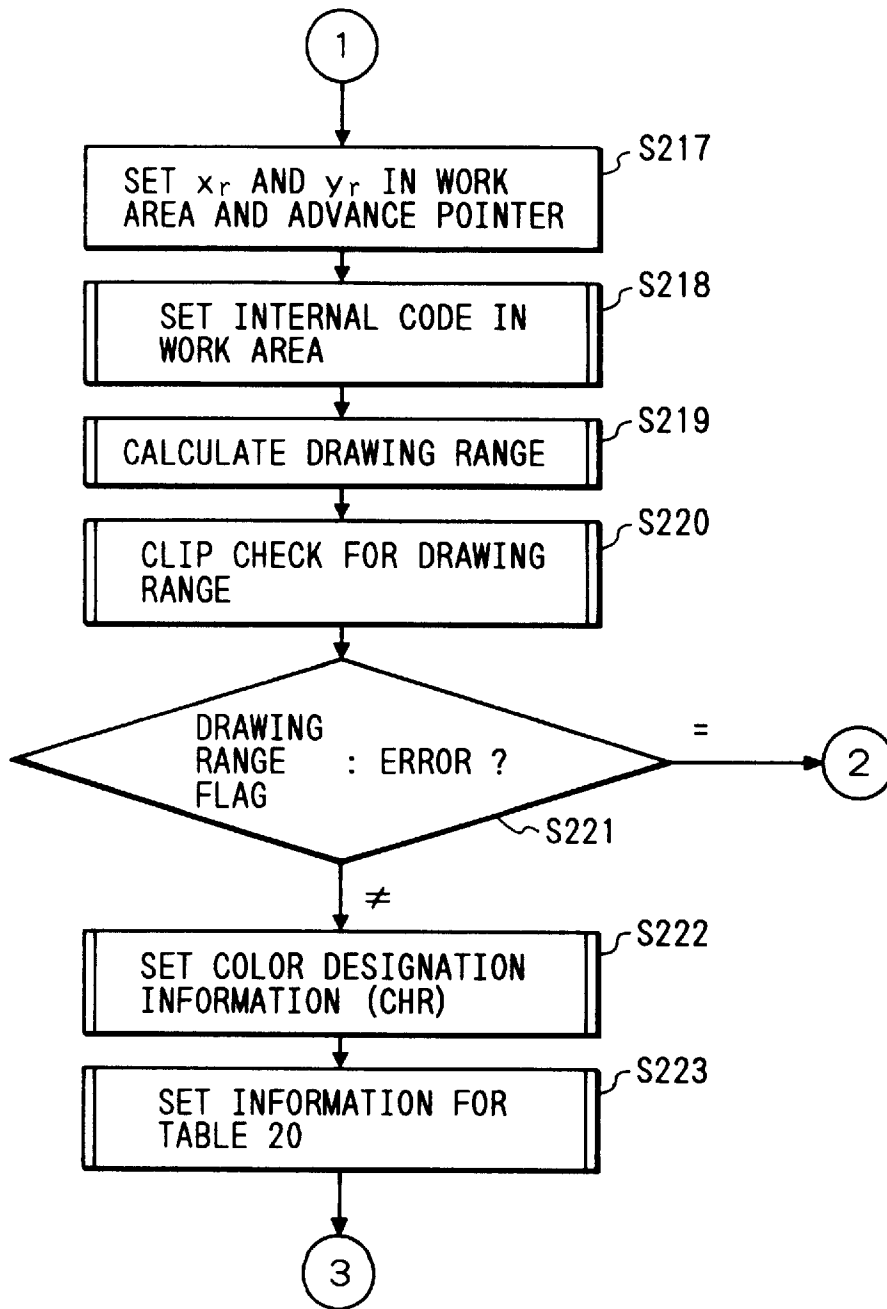 1
S217
SET xr AND yr IN WORK
AREA AND ADVANCE POINTER
S218
SET INTERNAL CODE IN
WORK AREA
S219
CALCULATE DRAWING RANGE
S220
CLIP CHECK FOR DRAWING
RANGE
DRAWING
RANGE : ERROR ?
FLAG
=
2
S221
≠
S222
SET COLOR DESIGNATION
INFORMATION (CHR)
S223
SET INFORMATION FOR
TABLE 20
3